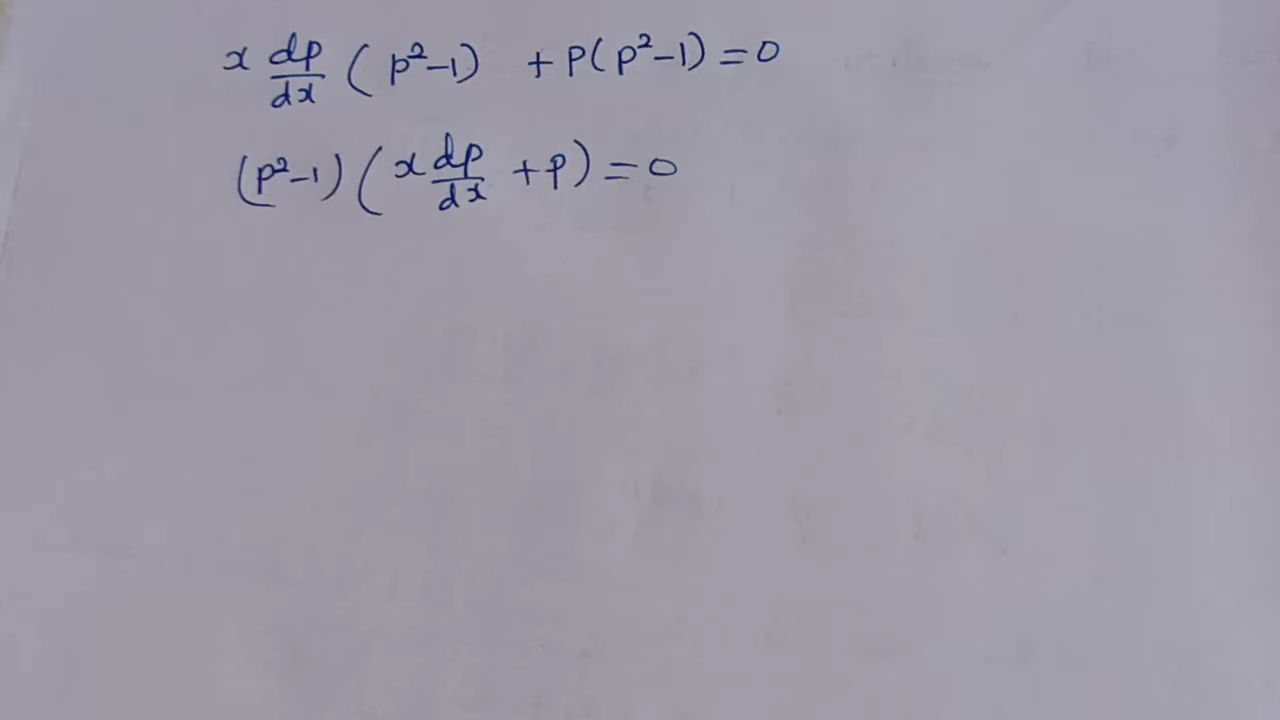 x dp/dx (p²-1) + p(p²-1) = 0
(p²-1) (x dp/dx + p) = 0